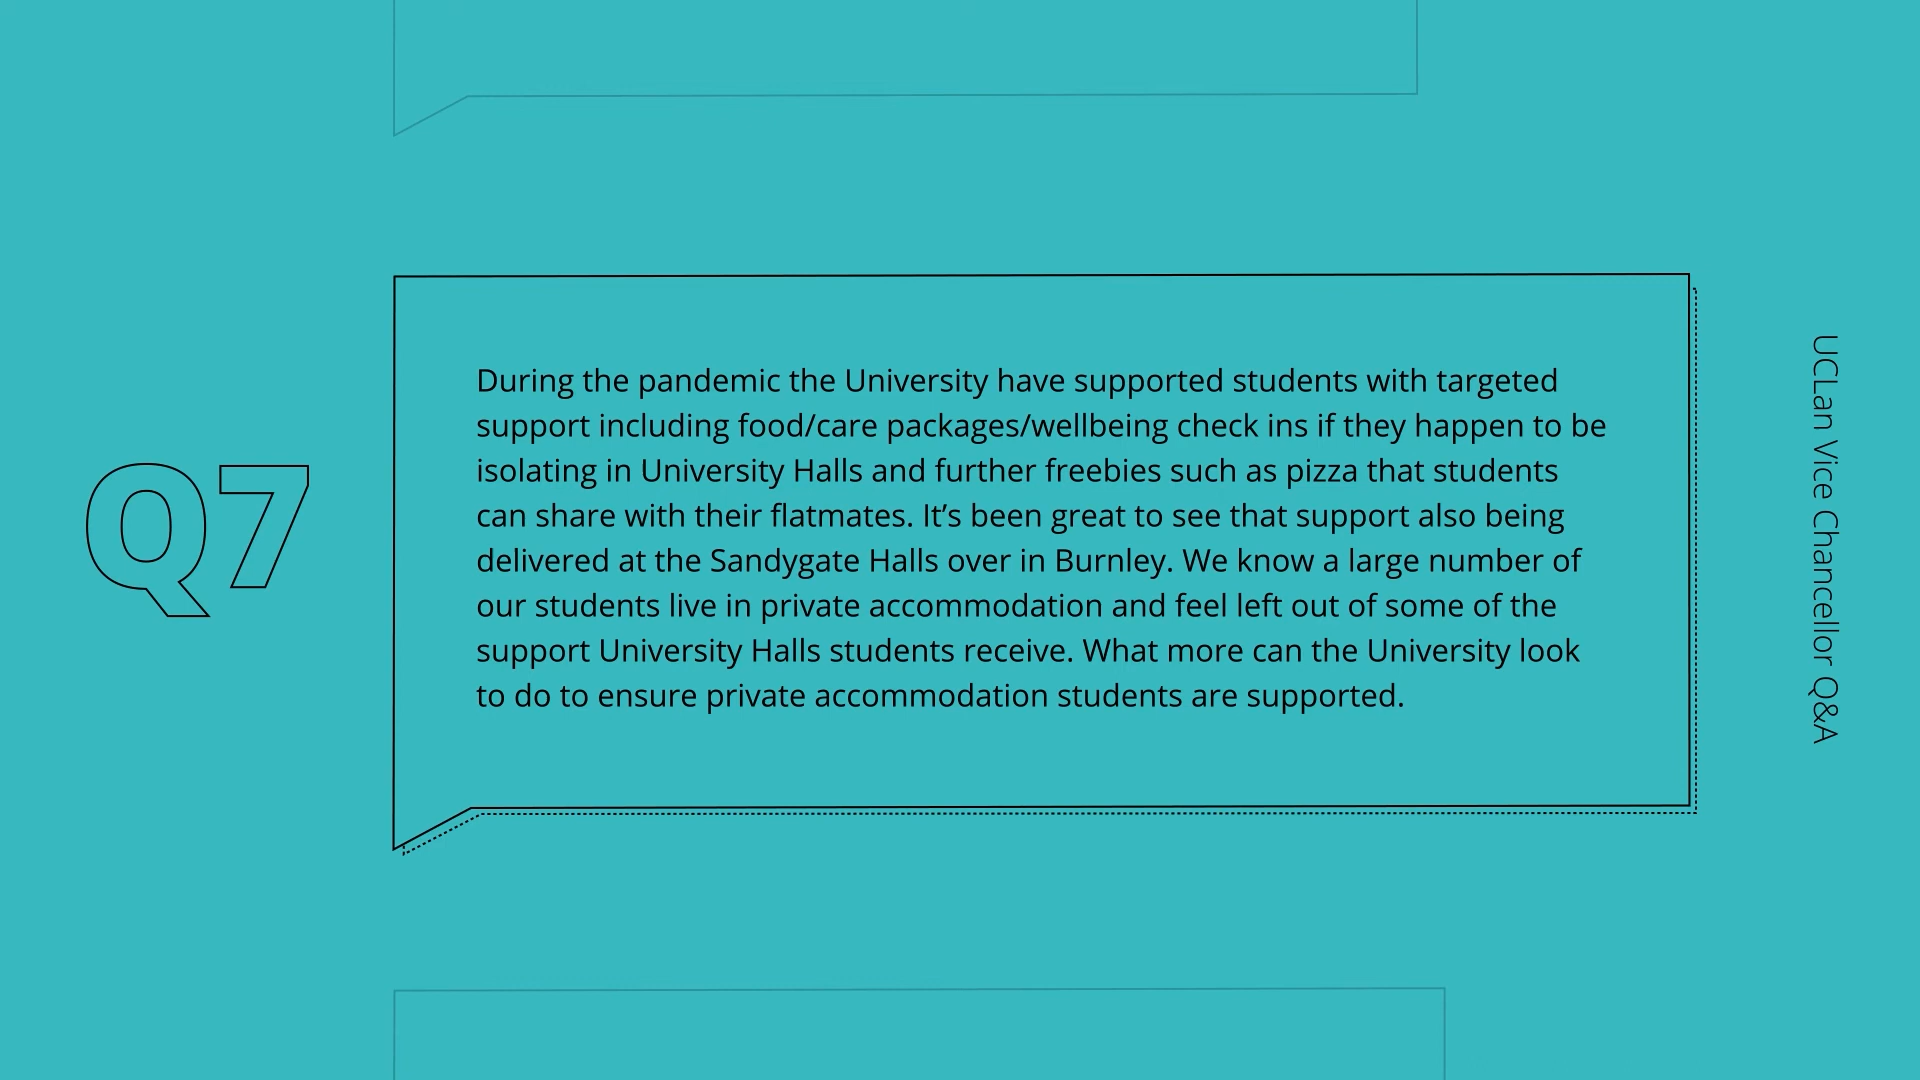 Q7
During the pandemic the University have supported students with targeted
support including food/care packages/wellbeing check ins if they happen to be
isolating in University Halls and further freebies such as pizza that students
can share with their flatmates. It’s been great to see that support also being
delivered at the Sandygate Halls over in Burnley. We know a large number of
our students live in private accommodation and feel left out of some of the
support University Halls students receive. What more can the University look
to do to ensure private accommodation students are supported.
UCLan Vice Chancellor Q&A